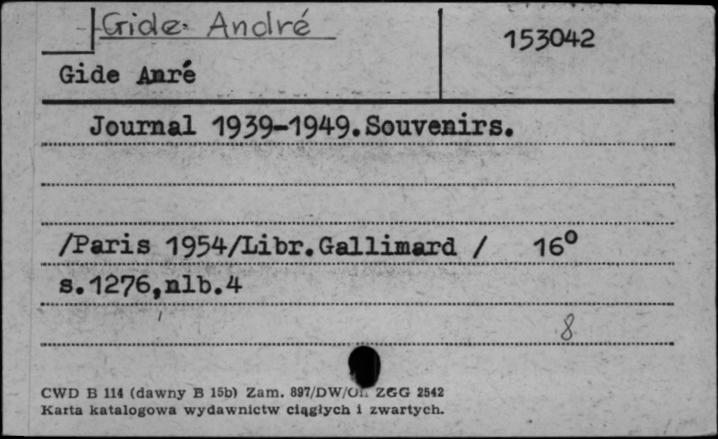 Gide André
153042
Gide Anré
Journal 1939-1949.Souvenirs.
/Paris 1954/Libr.Gallimard / 16°
s.1276,nlb.4
8
CWD B 114 (dawny B 15b) Zam. 897/DW/ ZGG 2542
Karta katalogowa wydawnictw ciągłych i zwartych.